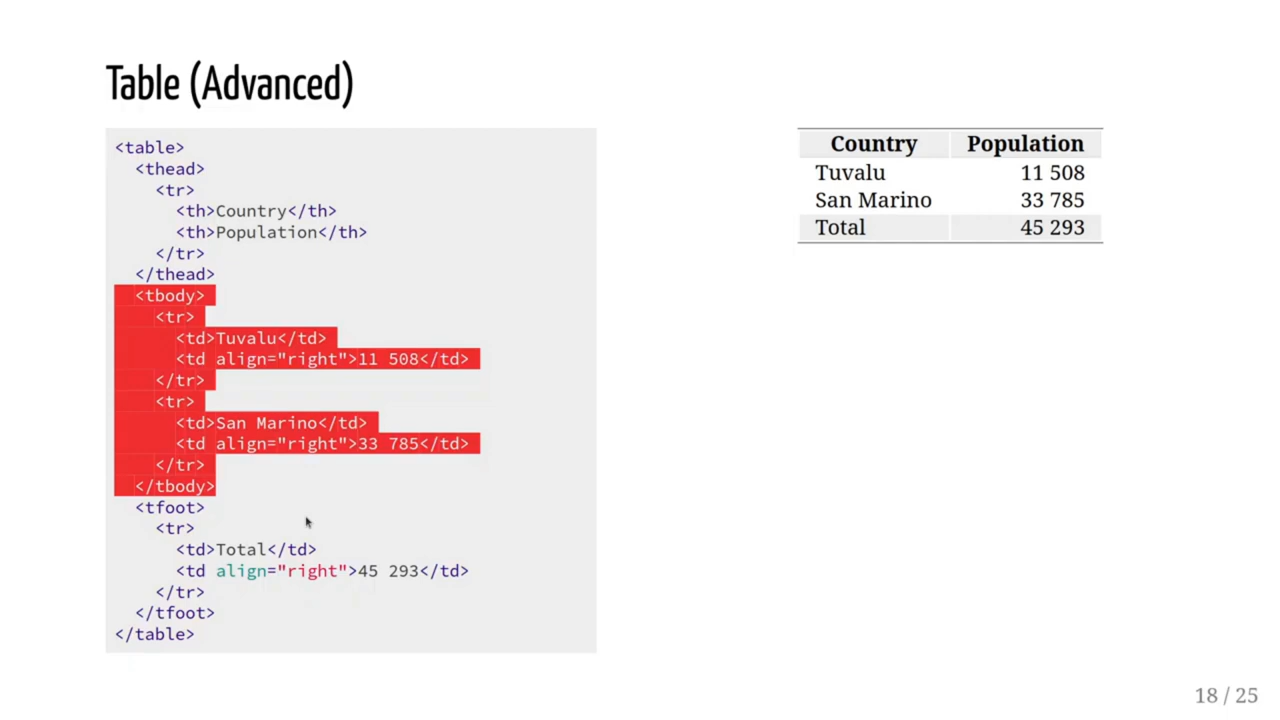 Table (Advanced)
<table>
<thead>
<tr>
<th>Country</th>
<th>Population</th>
</tr>
</thead>
<tbody>
<tr>
<td>Tuvalu</td>
<td align="right">11 508</td>
</tr>
<tr>
<td>San Marino</td>
<td align="right">33 785</td>
</tr>
</tbody>
<tfoot>
<tr>
<td>Total</td>
<td align="right">45 293</td>
</tr>
</tfoot>
</table>
Country Population
Tuvalu 11 508
San Marino 33 785
Total 45 293
18 / 25